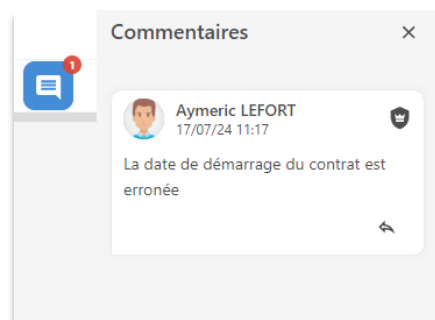 Commentaires
1
Aymeric LEFORT
17/07/24 11:17
La date de démarrage du contrat est
erronée